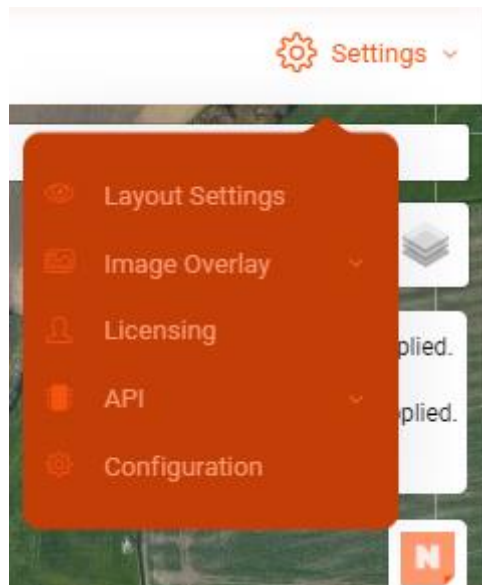 Settings
Layout Settings
Image Overlay
Licensing
plied.
API
plied.
Configuration
N